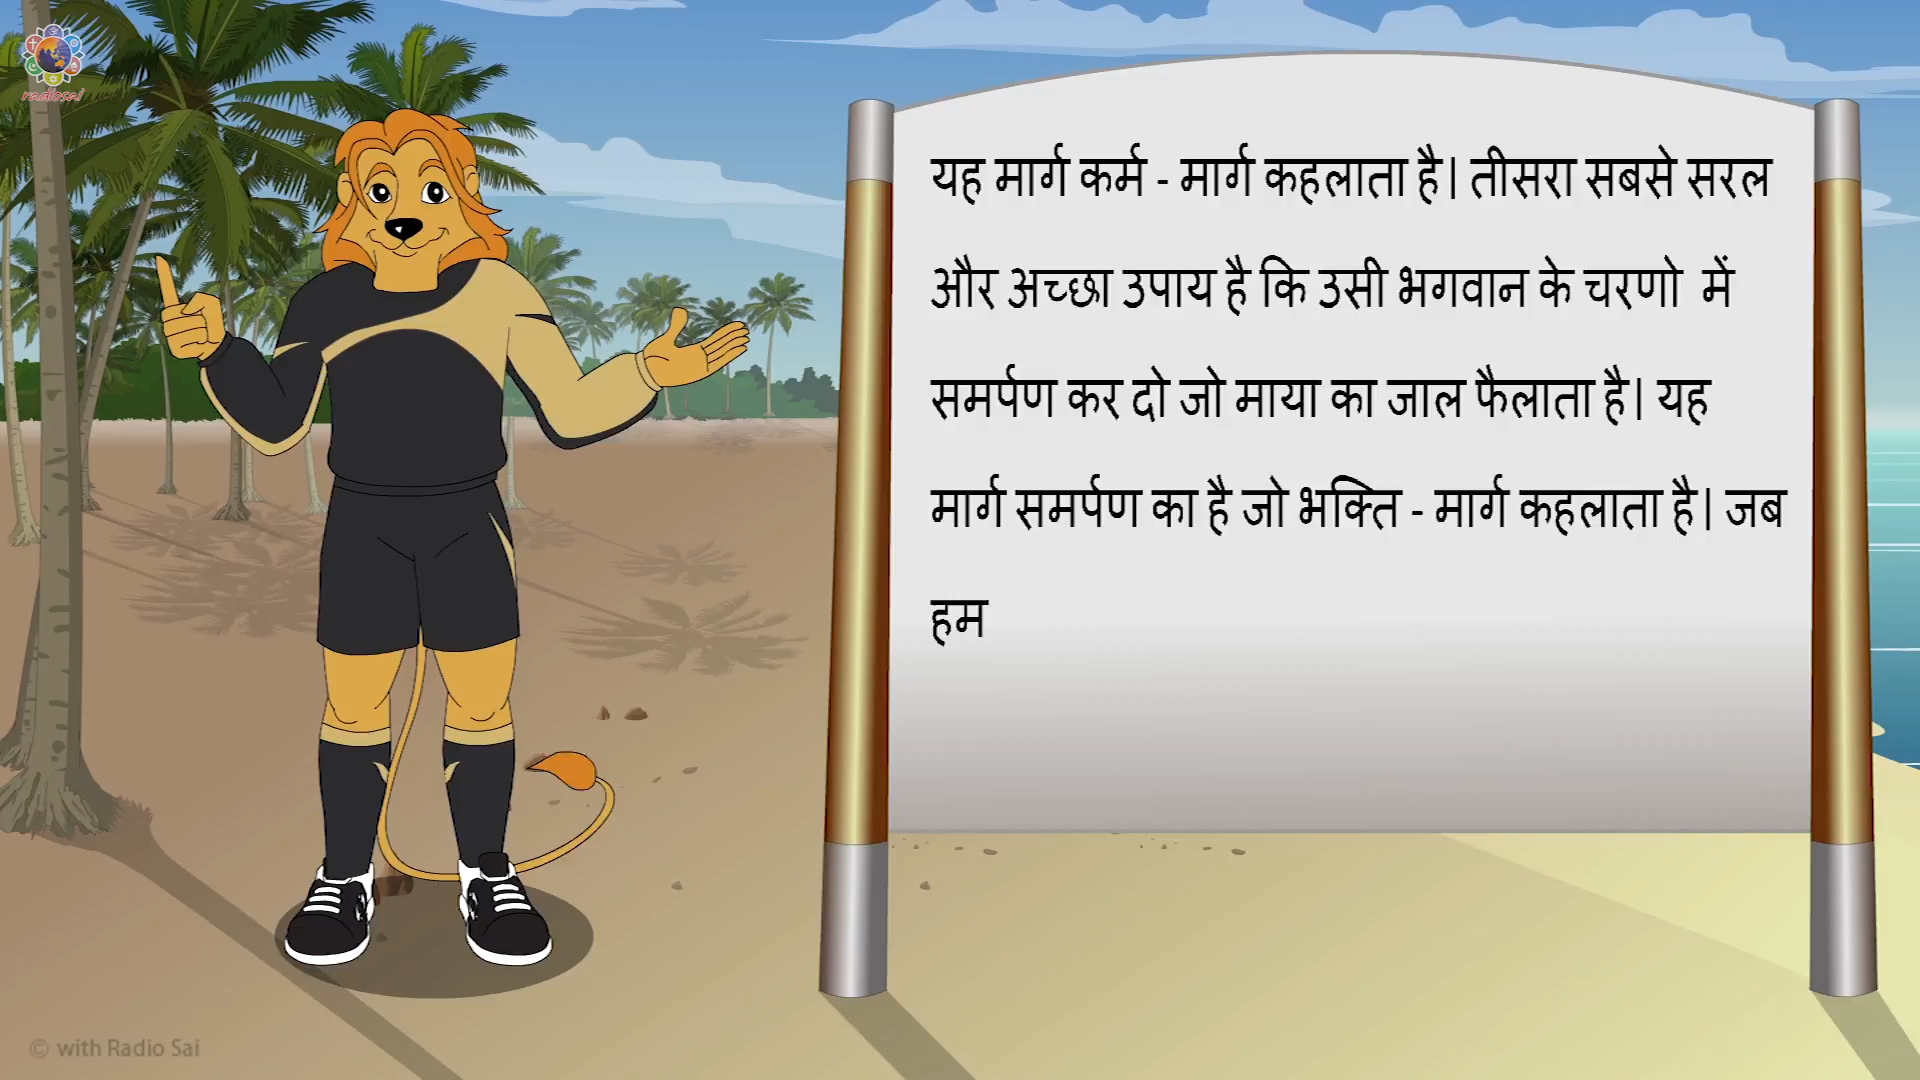 radiosai
यह मार्ग कर्म - मार्ग कहलाता है| तीसरा सबसे सरल
और अच्छा उपाय है कि उसी भगवान के चरणो में
समर्पण कर दो जो माया का जाल फैलाता है| यह
मार्ग समर्पण का है जो भक्ति - मार्ग कहलाता है| जब
हम
© with Radio Sai